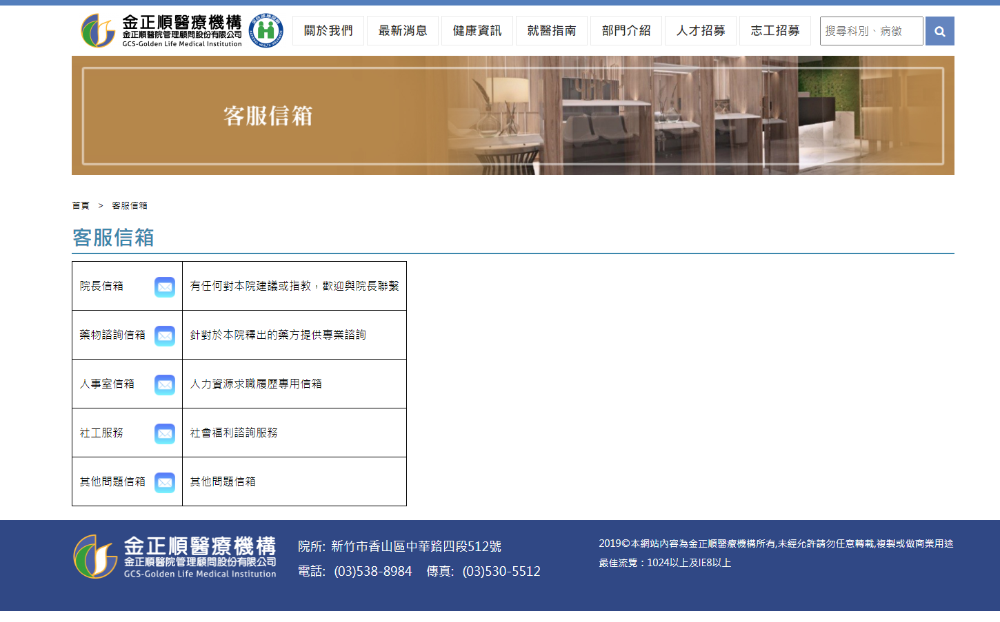 金正順醫療機構
金正順醫院管理顧問股份有限公司
GCS-Golden Life Medical Institution
關於我們
最新消息
健康資訊
就醫指南
部門介紹
人才招募
志工招募
搜尋科別、病徵
客服信箱
首頁 > 客服信箱
客服信箱
院長信箱 有任何對本院建議或指教，歡迎與院長聯繫
藥物諮詢信箱 針對於本院釋出的藥方提供專業諮詢
人事室信箱 人力資源求職履歷專用信箱
社工服務 社會福利諮詢服務
其他問題信箱 其他問題信箱
金正順醫療機構
金正順醫院管理顧問股份有限公司
GCS-Golden Life Medical Institution
院所: 新竹市香山區中華路四段512號
電話: (03)538-8984 傳真: (03)530-5512
2019©本網站內容為金正順醫療機構所有,未經允許請勿任意轉載,複製或做商業用途
最佳流覽：1024以上及IE8以上